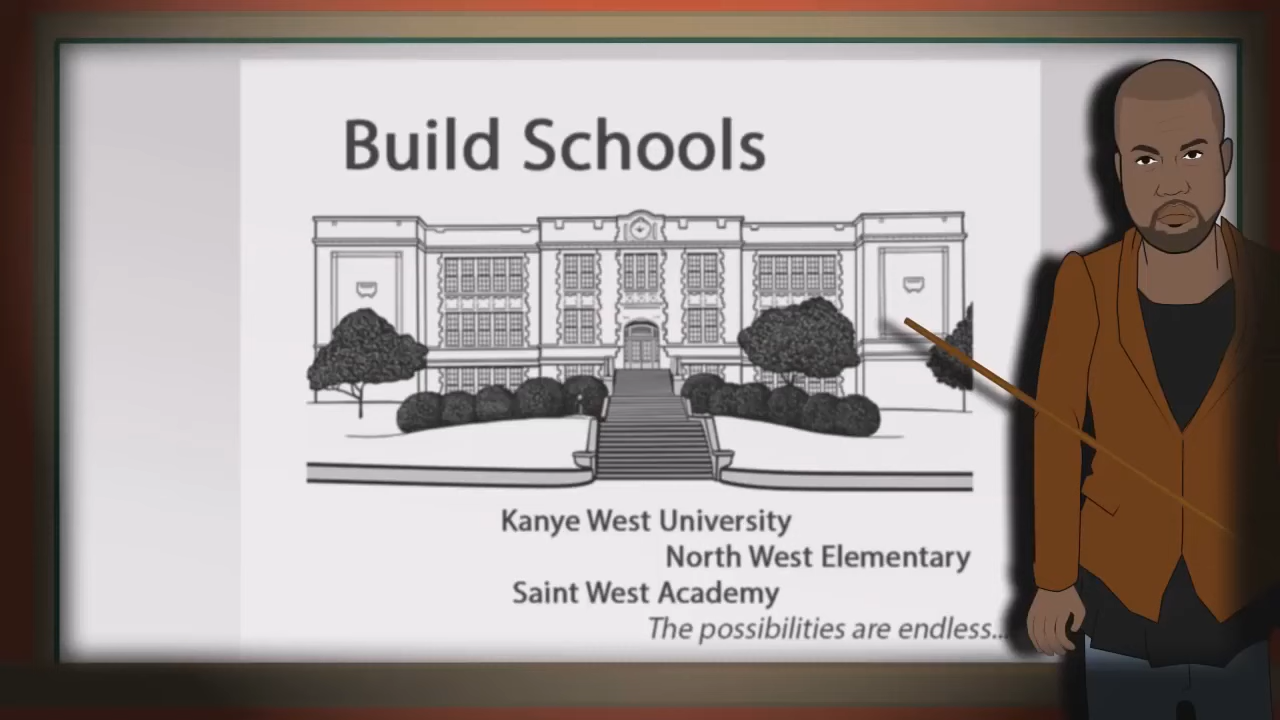 Build Schools
Kanye West University
North West Elementary
Saint West Academy
The possibilities are endless...